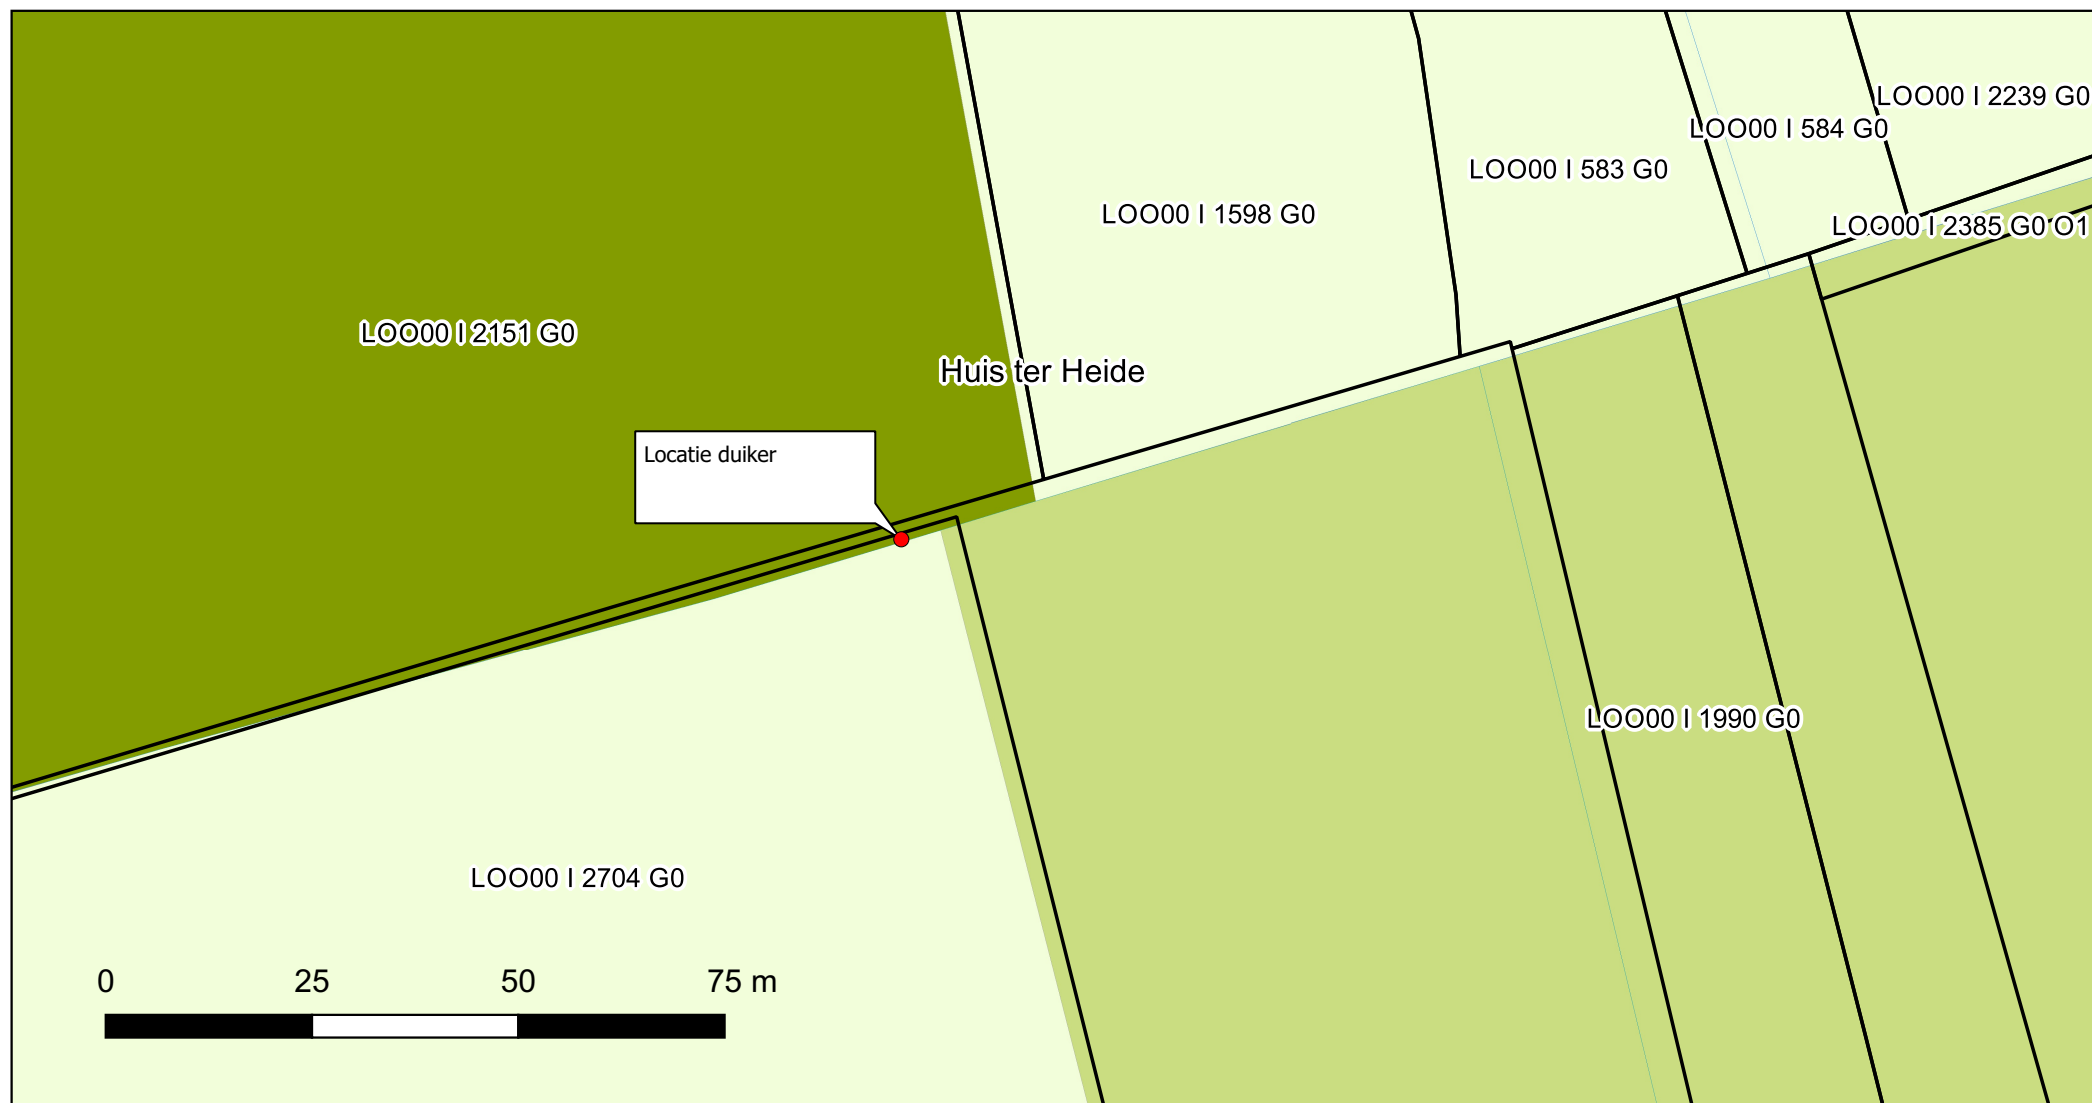 LOO00 I 2239 G0
LOO00 I 584 G0
LOO00 I 583 G0
LOO00 I 1598 G0
LOO00 I 2385 G0 O1
LOO00 I 2151 G0
Huis ter Heide
Locatie duiker
LOO00 I 1990 G0
LOO00 I 2704 G0
0 25 50 75 m